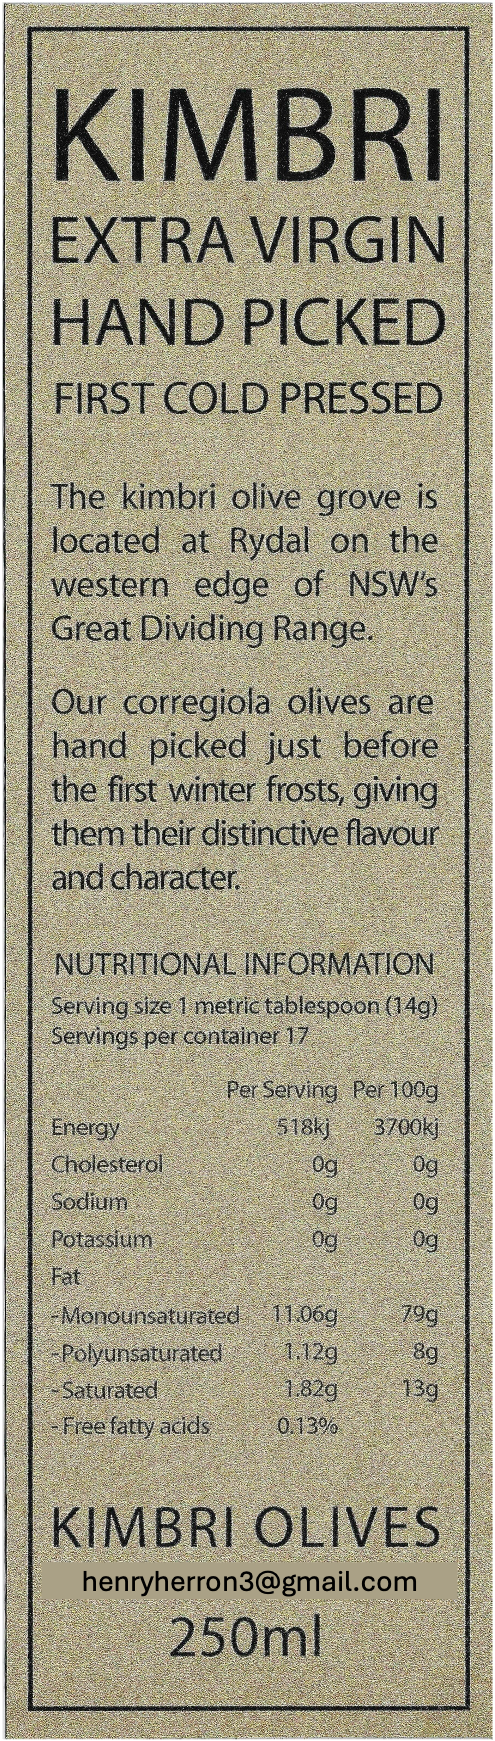 KIMBRI
EXTRA VIRGIN
HAND PICKED
FIRST COLD PRESSED
The kimbri olive grove is
located at Rydal on the
western edge of NSW's
Great Dividing Range.
Our corregiola olives are
hand picked just before
the first winter frosts, giving
them their distinctive flavour
and character.
NUTRITIONAL INFORMATION
Serving size 1 metric tablespoon (14g)
Servings per container 17
Per Serving Per 100g
Energy 518kj 3700kj
Cholesterol 0g 0g
Sodium 0g 0g
Potassium 0g 0g
Fat
-Monounsaturated 11.06g 79g
-Polyunsaturated 1.12g 8g
-Saturated 1.82g 13g
-Free fatty acids 0.13%
KIMBRI OLIVES
henryherron3@gmail.com
250ml